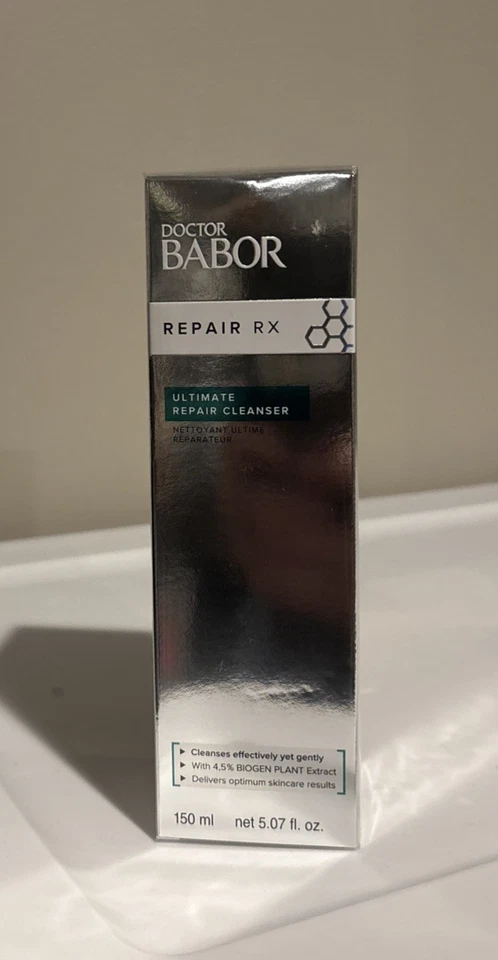 DOCTOR
BABOR
REPAIR RX
ULTIMATE
REPAIR CLEANSER
NETTOYANT ULTIME
RÉPARATEUR
Cleanses effectively yet gently
With 4,5% BIOGEN PLANT Extract
Delivers optimum skincare results
150 ml net 5.07 fl. oz.